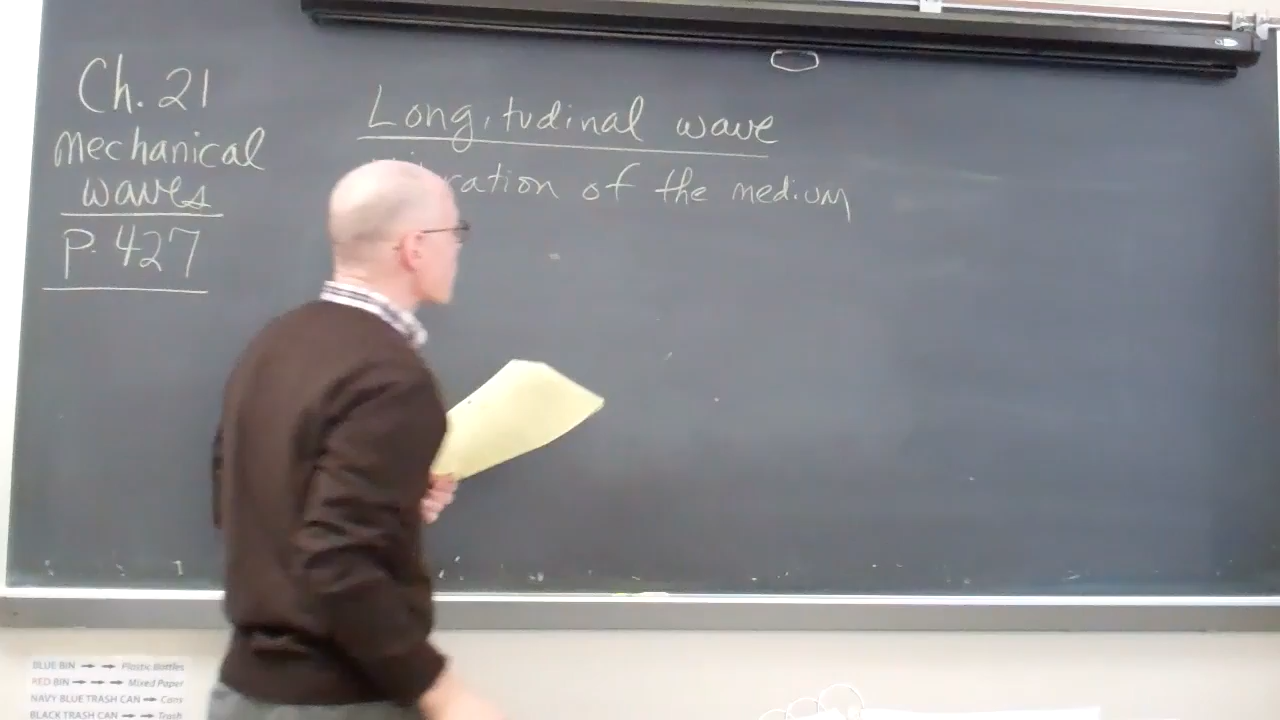 Ch. 21
Mechanical
waves
P. 427
Longitudinal wave
of the medium
BLUE BIN → → Plastic Bottles
RED BIN → → → Mixed Paper
NAVY BLUE TRASH CAN → Cans
BLACK TRASH CAN → → Trash